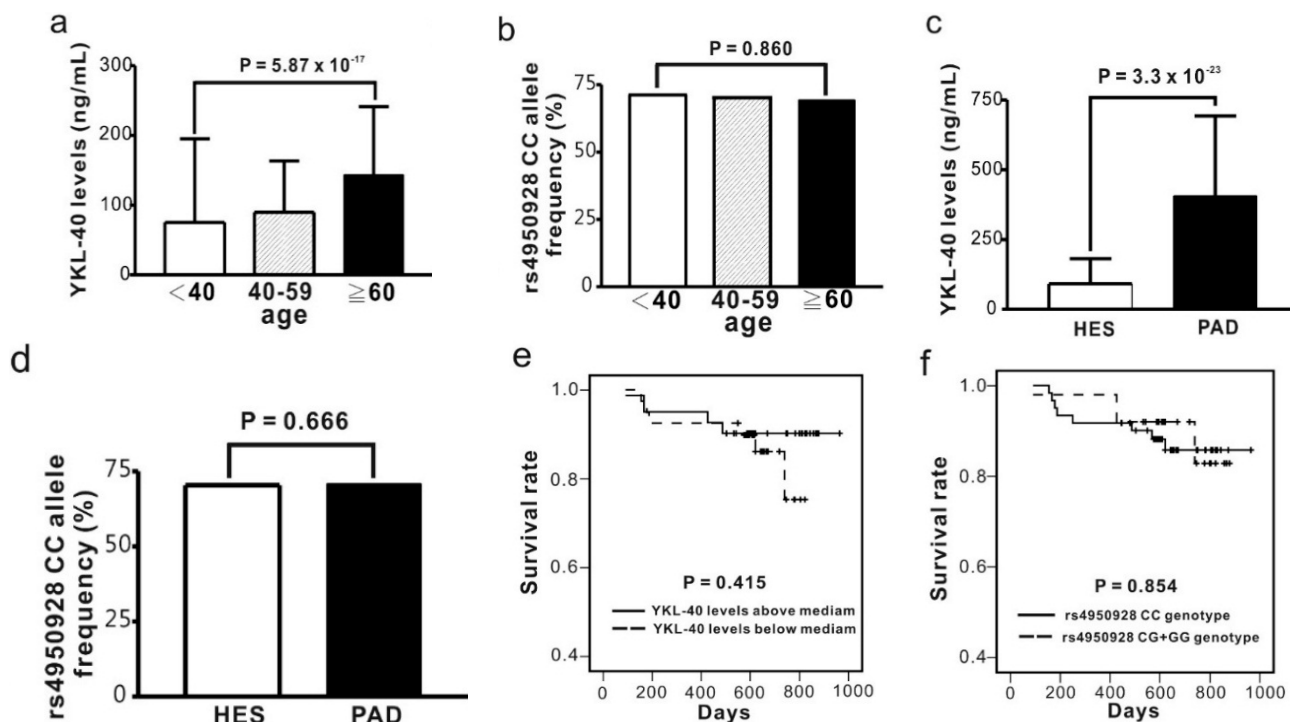 a
P = 5.87 x 10⁻¹⁷
YKL-40 levels (ng/mL)
300
200
100
0
<40 40-59 ≧60
age
b
P = 0.860
rs4950928 CC allele
frequency (%)
75
50
25
0
<40 40-59 ≧60
age
c
P = 3.3 x 10⁻²³
YKL-40 levels (ng/mL)
750
500
250
0
HES PAD
d
P = 0.666
rs4950928 CC allele
frequency (%)
75
50
25
0
HES PAD
e
Survival rate
1.0
0.8
0.6
0.4
P = 0.415
YKL-40 levels above mediam
YKL-40 levels below mediam
0 200 400 600 800 1000
Days
f
Survival rate
1.0
0.8
0.6
0.4
P = 0.854
rs4950928 CC genotype
rs4950928 CG+GG genotype
0 200 400 600 800 1000
Days